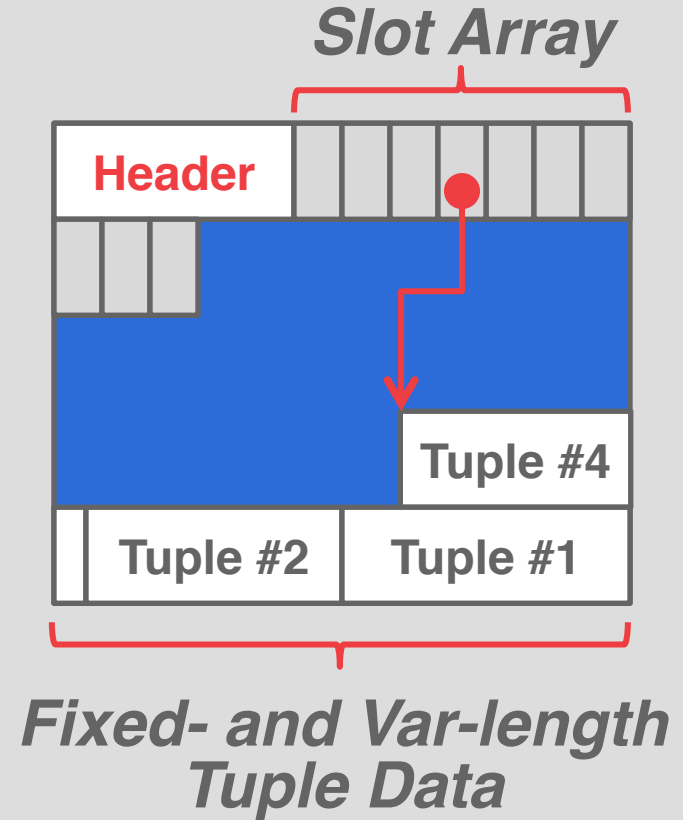 Slot Array
Header
Tuple #4
Tuple #2
Tuple #1
Fixed- and Var-length
Tuple Data